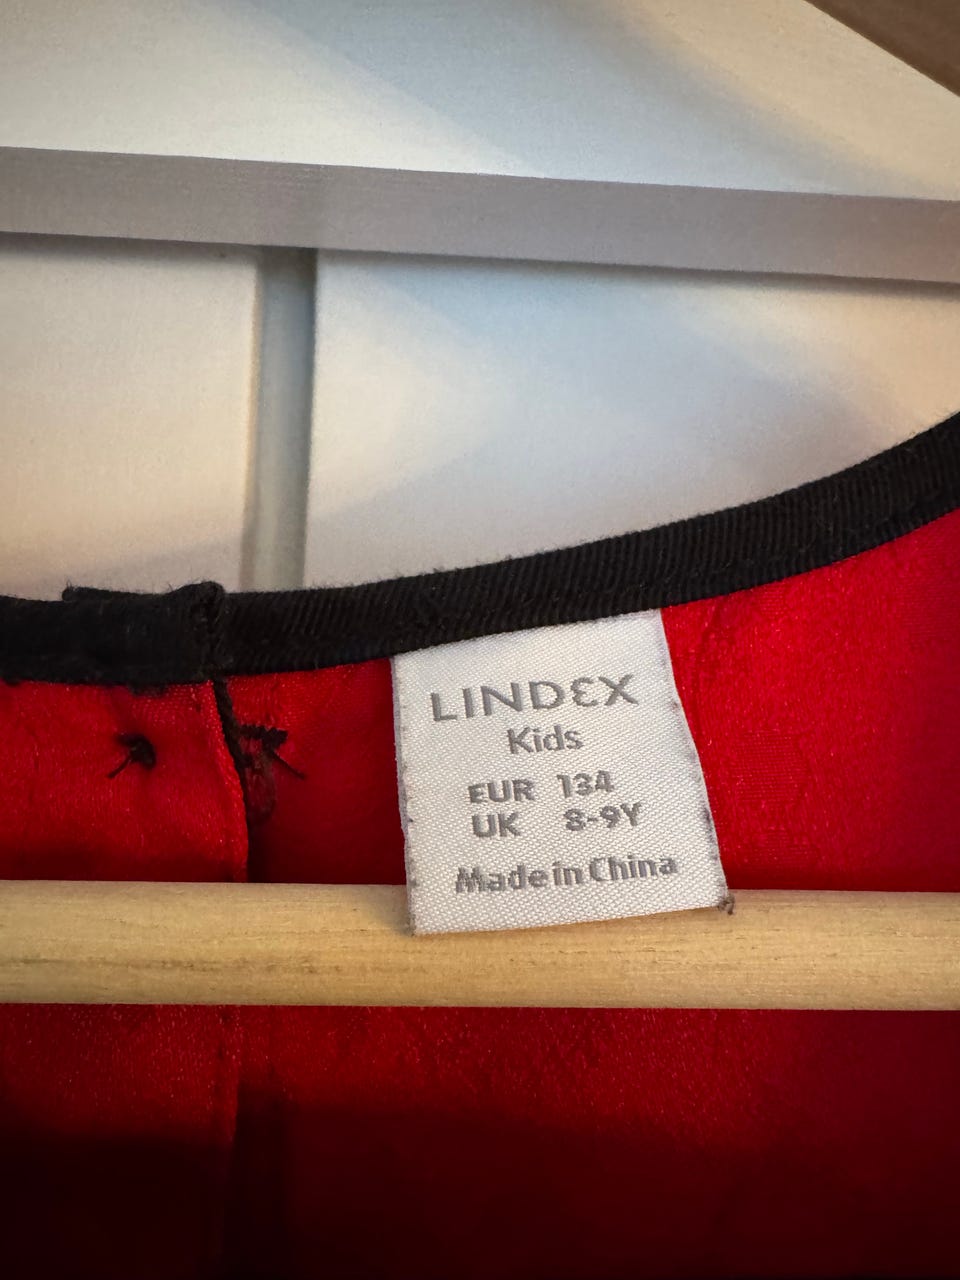 LINDEX
Kids
EUR 134
UK 8-9Y
Made in China